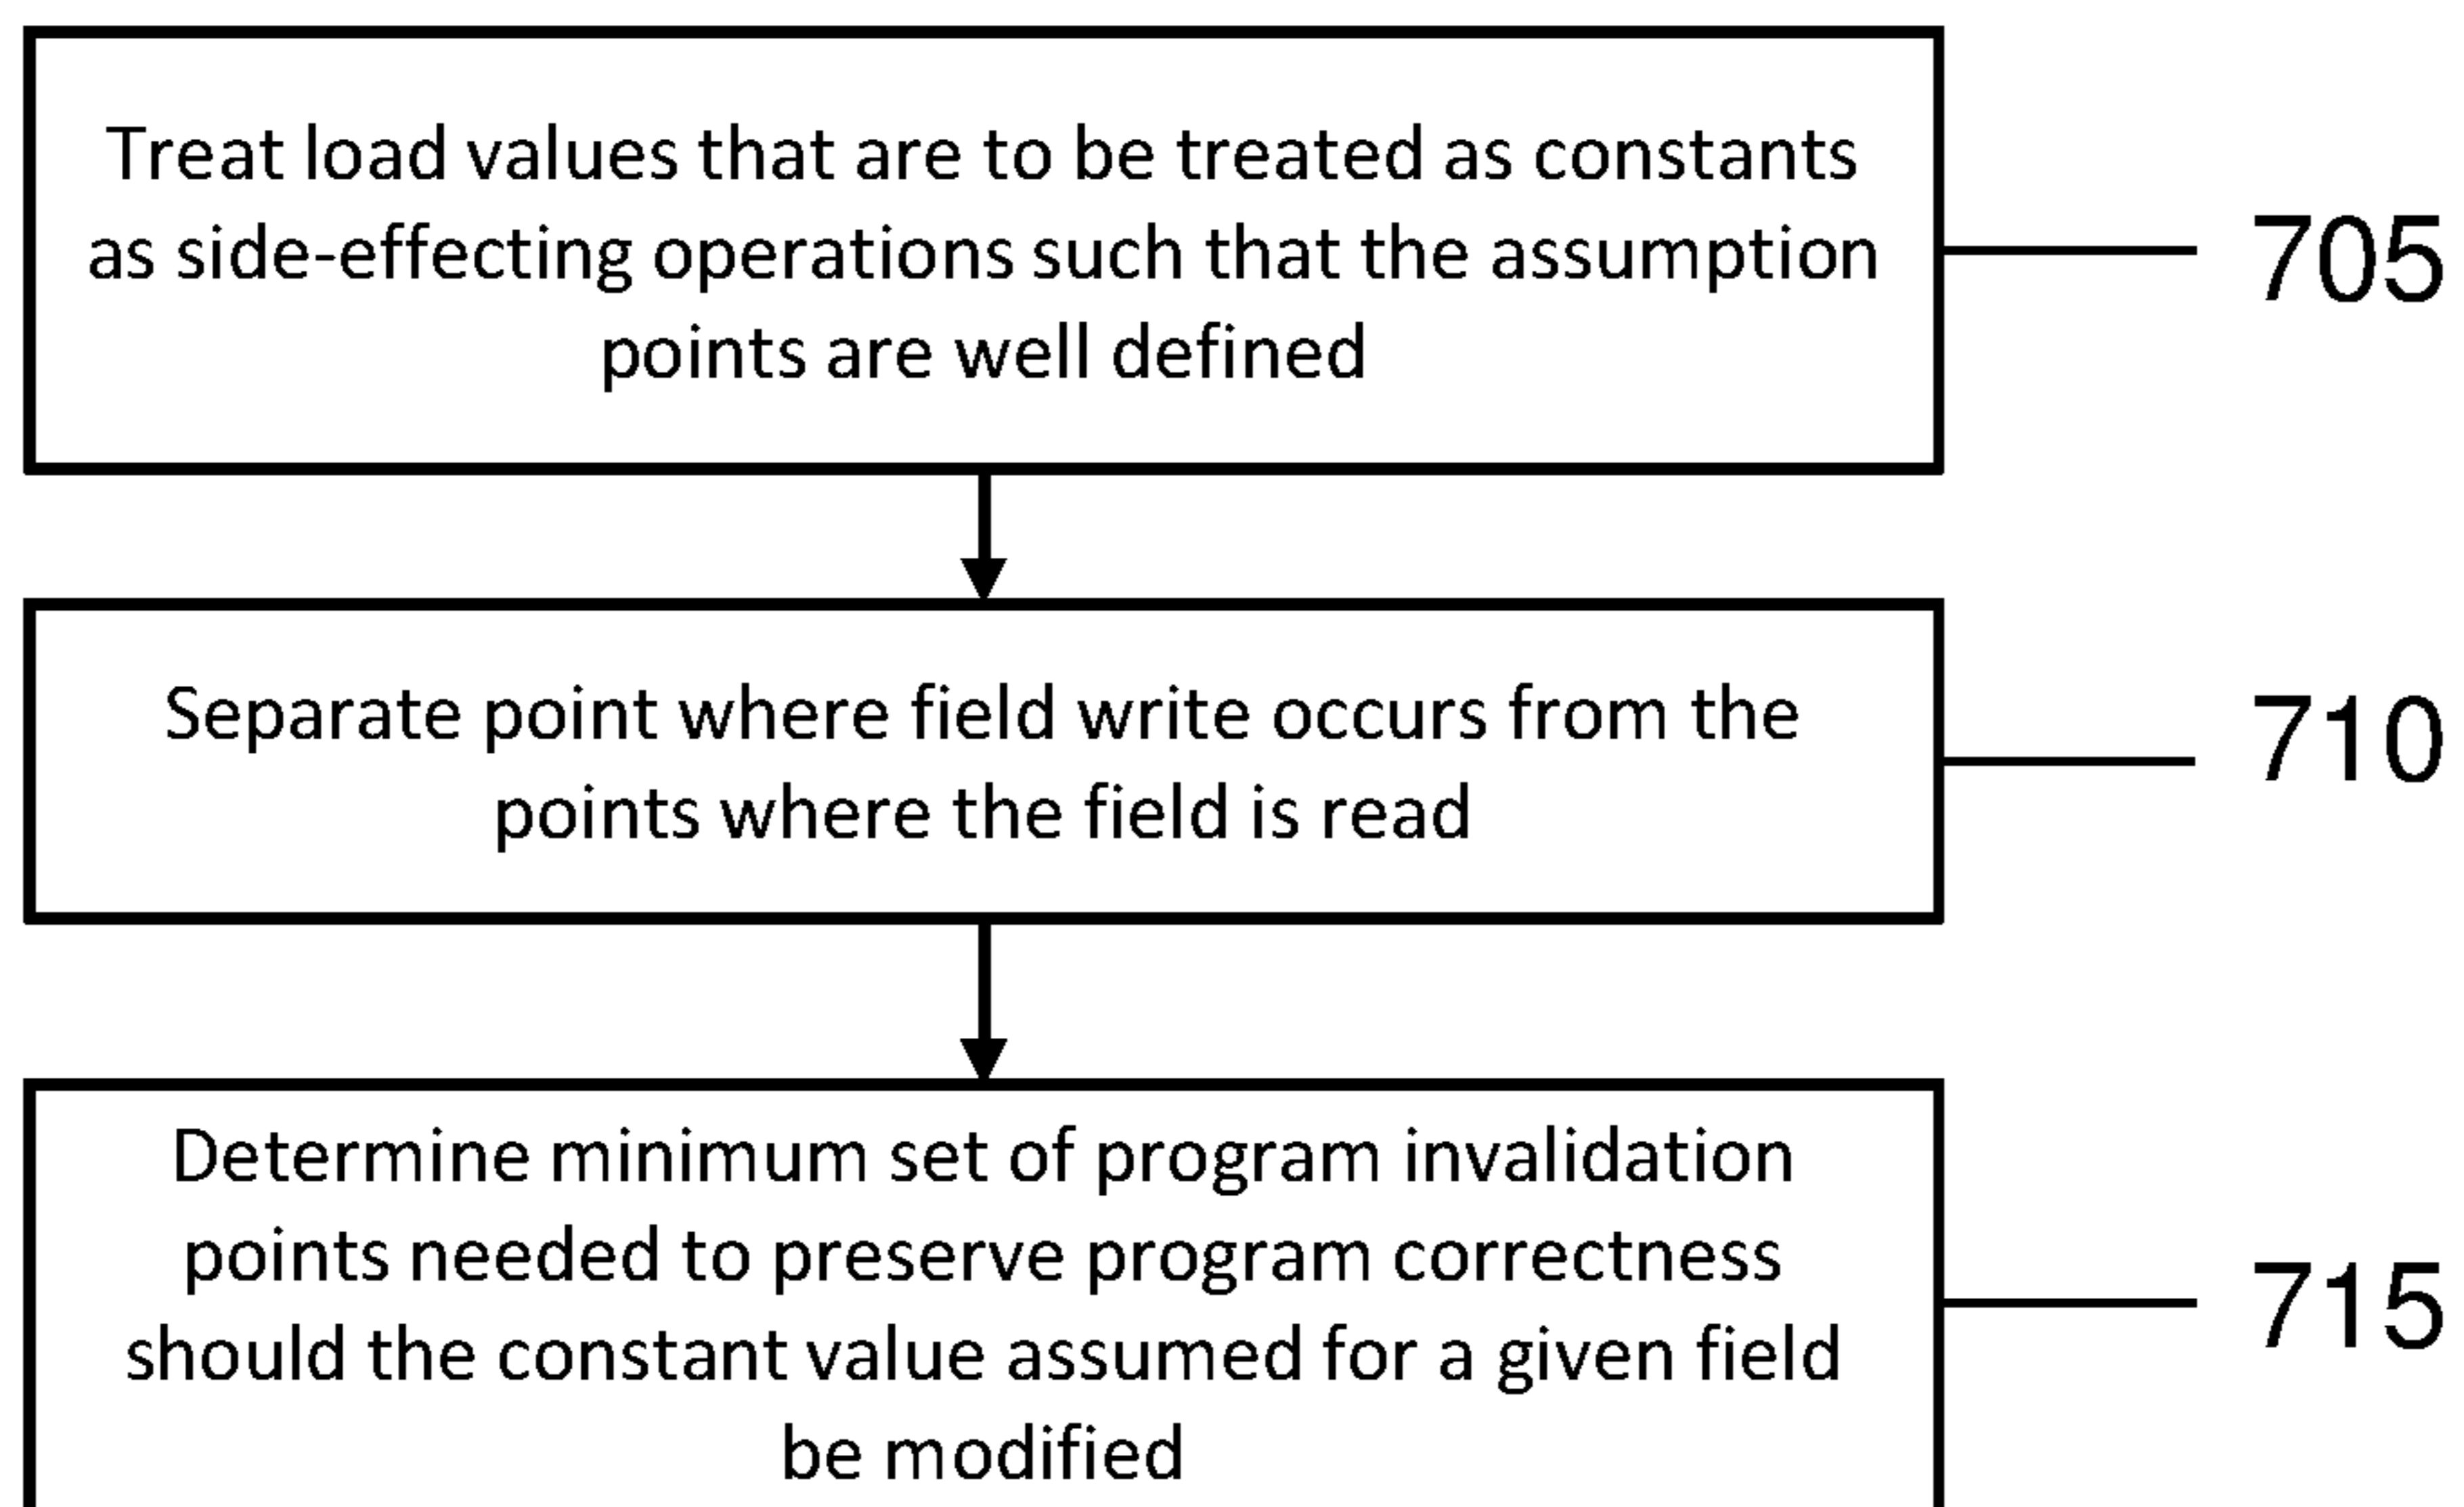 Treat load values that are to be treated as constants
as side-effecting operations such that the assumption
points are well defined
705
Separate point where field write occurs from the
points where the field is read
710
Determine minimum set of program invalidation
points needed to preserve program correctness
should the constant value assumed for a given field
be modified
715